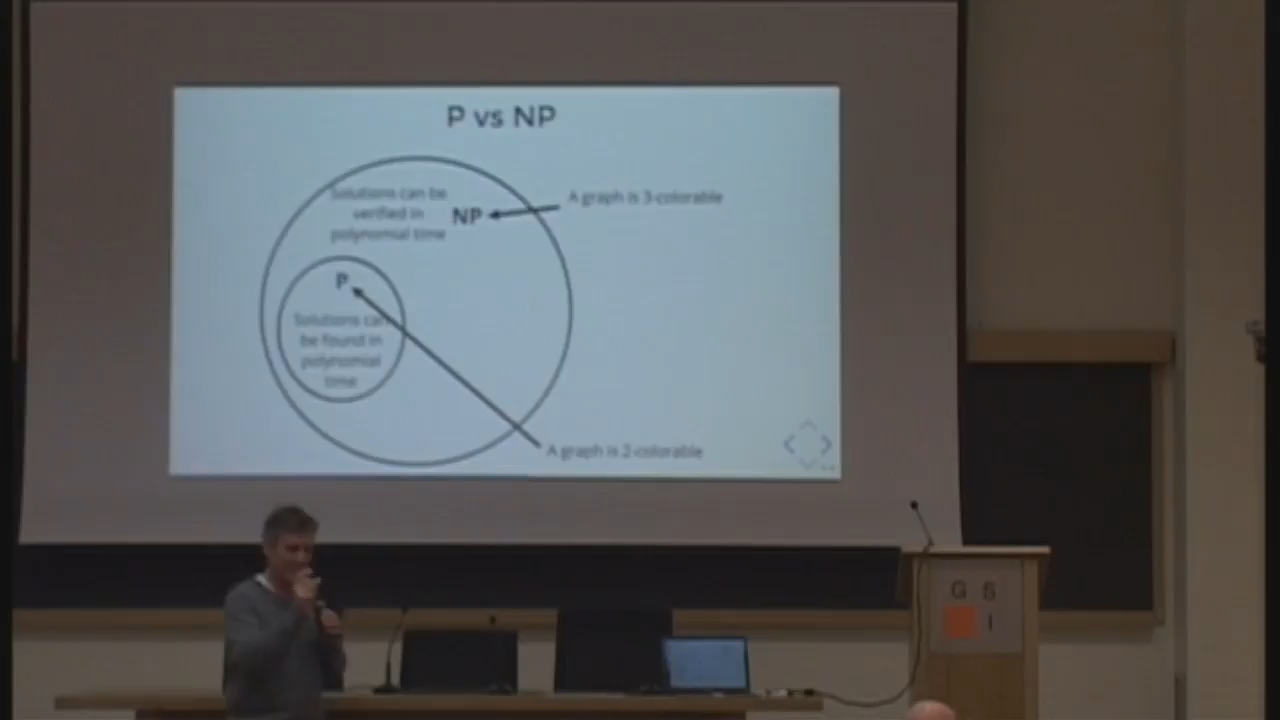 P vs NP
Solutions can be
verified in
polynomial time
NP
A graph is 3-colorable
P
Solutions can
be found in
polynomial
time
A graph is 2-colorable
G S
I